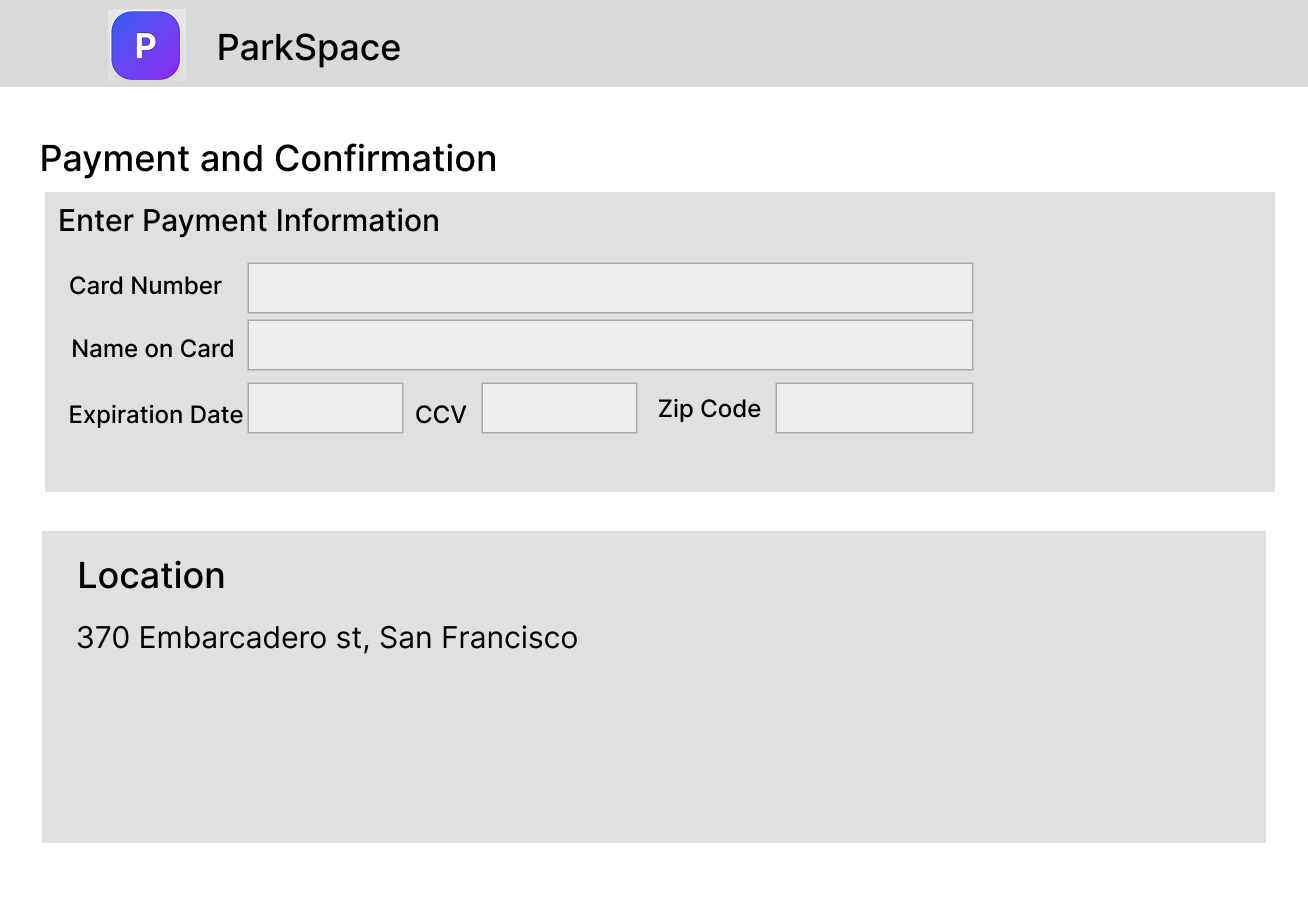 P ParkSpace
Payment and Confirmation
Enter Payment Information
Card Number
Name on Card
Expiration Date CCV Zip Code
Location
370 Embarcadero st, San Francisco